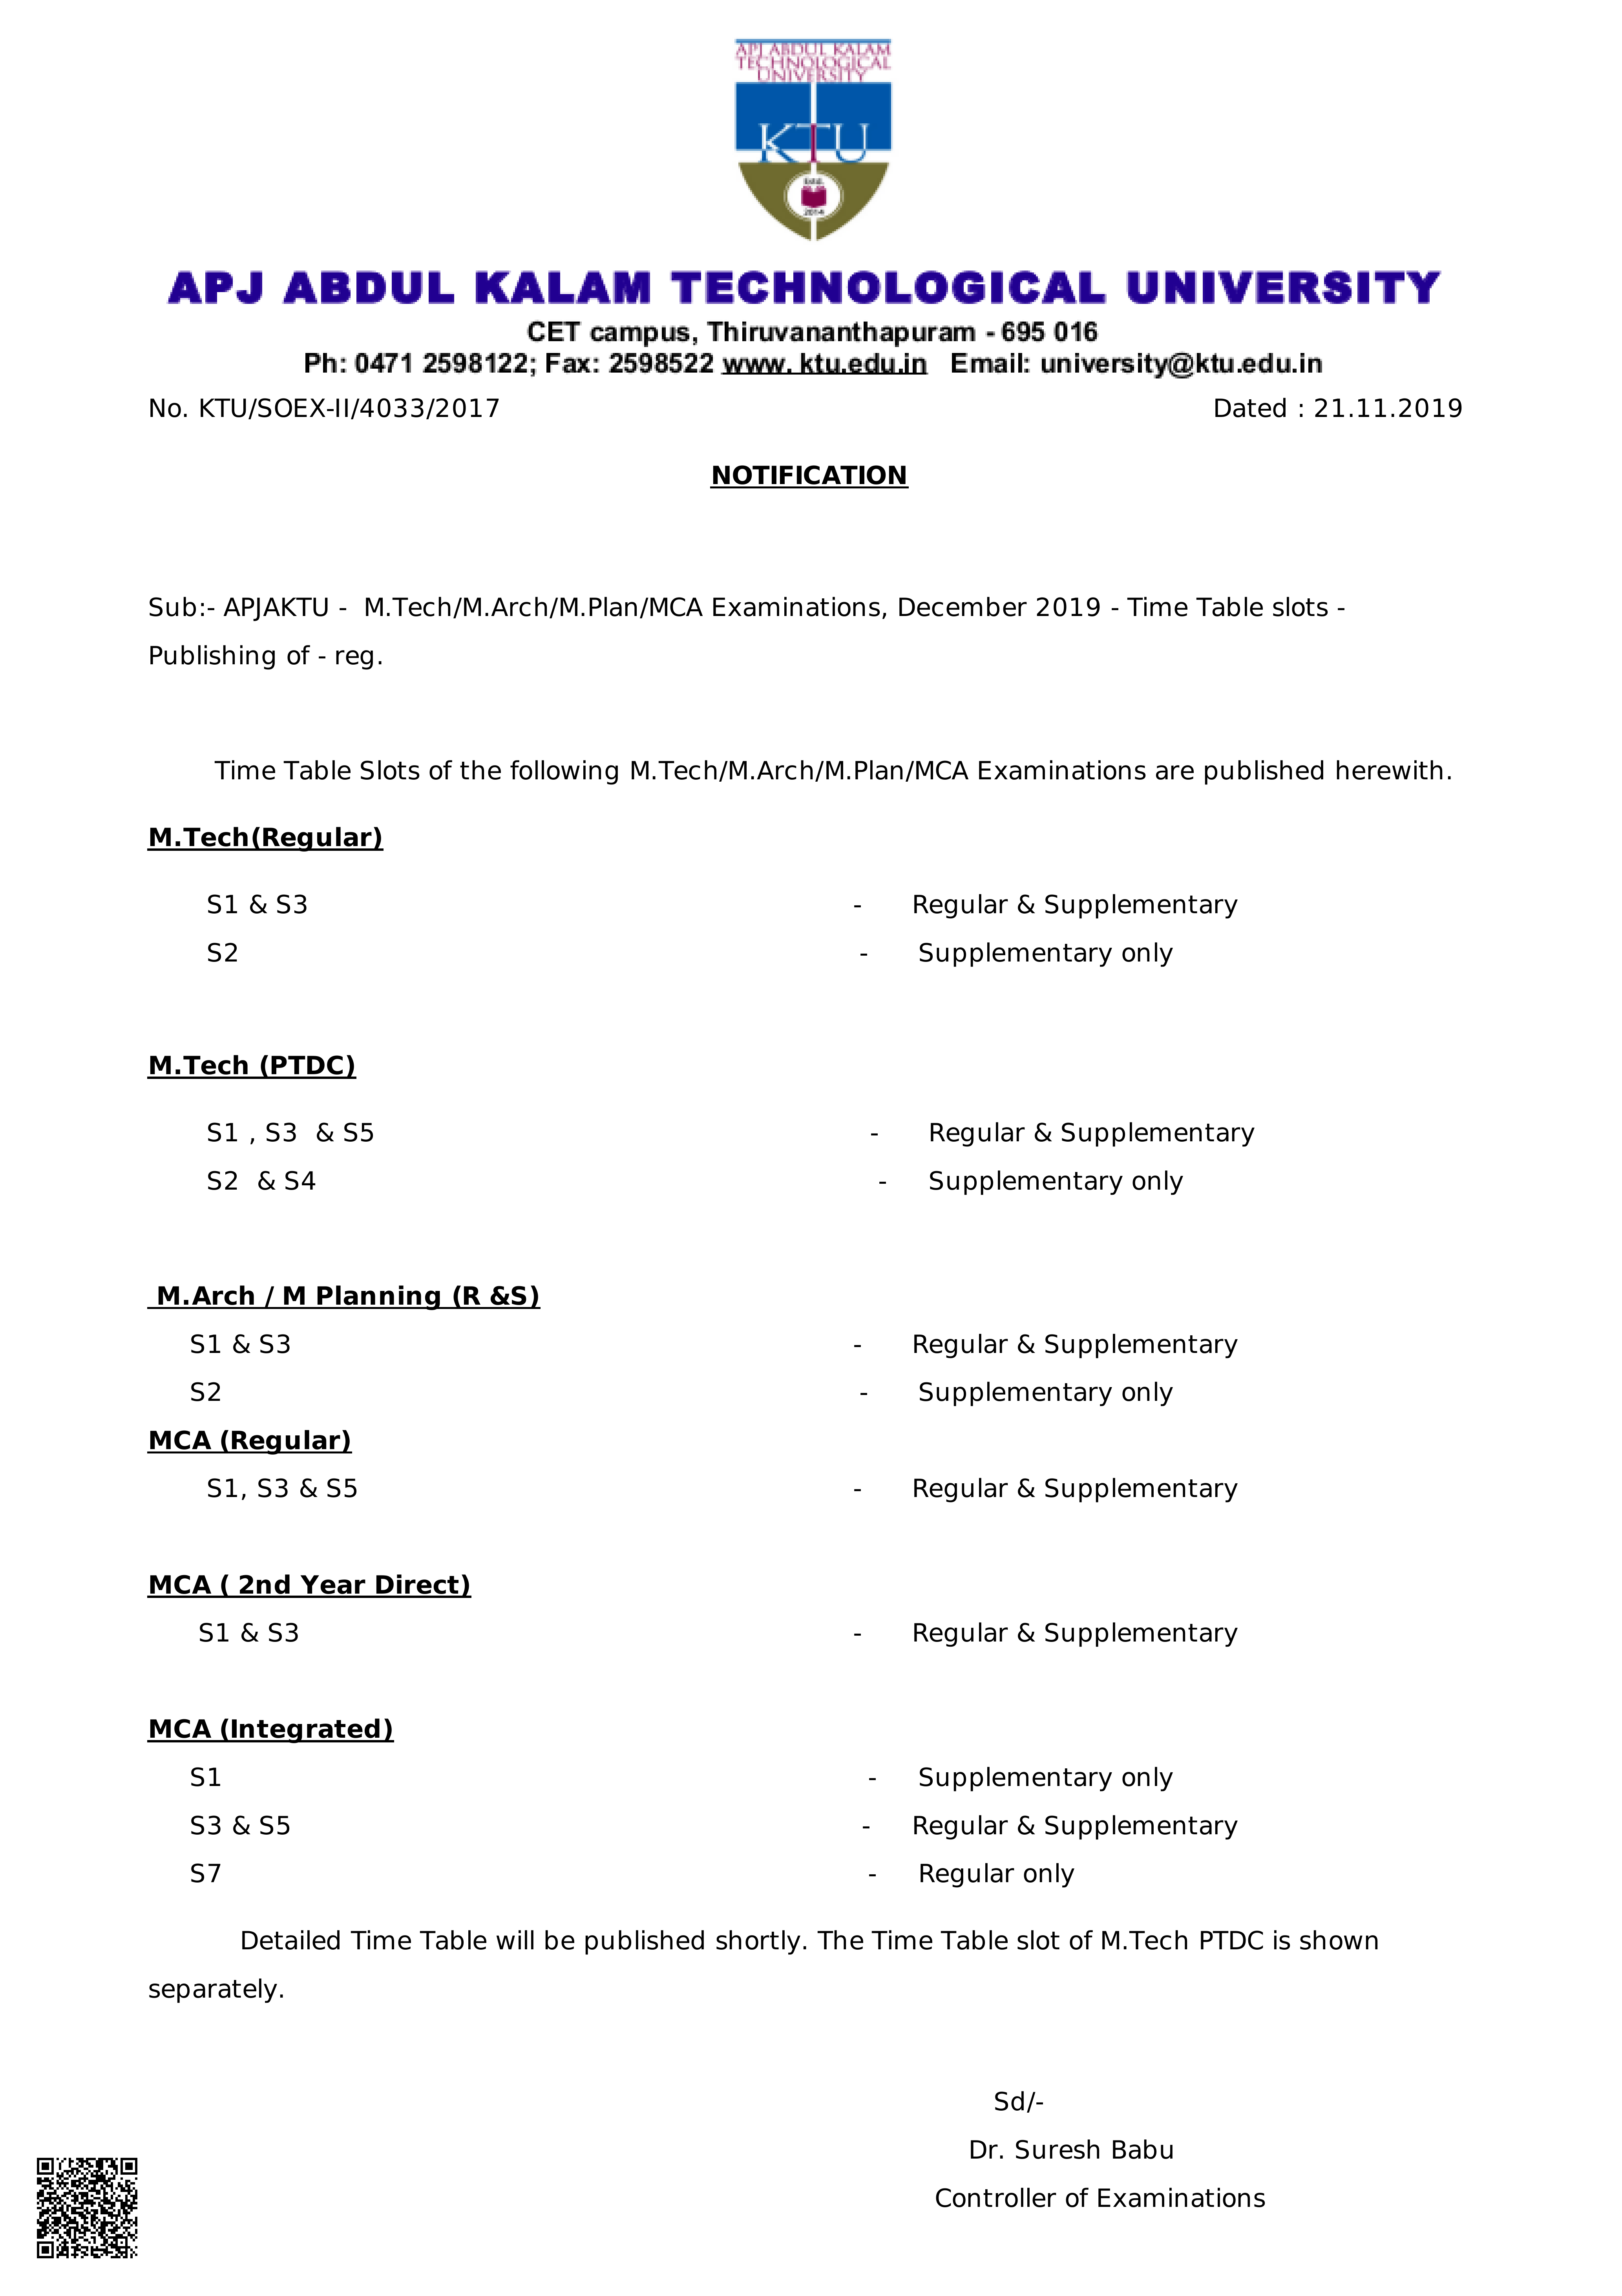 APJ ABDUL KALAM
TECHNOLOGICAL
UNIVERSITY
KTU
Estd.
2014
APJ ABDUL KALAM TECHNOLOGICAL UNIVERSITY
CET campus, Thiruvananthapuram - 695 016
Ph: 0471 2598122; Fax: 2598522 www. ktu.edu.in Email: university@ktu.edu.in
No. KTU/SOEX-II/4033/2017 Dated : 21.11.2019
NOTIFICATION
Sub:- APJAKTU - M.Tech/M.Arch/M.Plan/MCA Examinations, December 2019 - Time Table slots -
Publishing of - reg.
Time Table Slots of the following M.Tech/M.Arch/M.Plan/MCA Examinations are published herewith.
M.Tech(Regular)
S1 & S3 - Regular & Supplementary
S2 - Supplementary only
M.Tech (PTDC)
S1 , S3 & S5 - Regular & Supplementary
S2 & S4 - Supplementary only
M.Arch / M Planning (R &S)
S1 & S3 - Regular & Supplementary
S2 - Supplementary only
MCA (Regular)
S1, S3 & S5 - Regular & Supplementary
MCA ( 2nd Year Direct)
S1 & S3 - Regular & Supplementary
MCA (Integrated)
S1 - Supplementary only
S3 & S5 - Regular & Supplementary
S7 - Regular only
Detailed Time Table will be published shortly. The Time Table slot of M.Tech PTDC is shown
separately.
Sd/-
Dr. Suresh Babu
Controller of Examinations